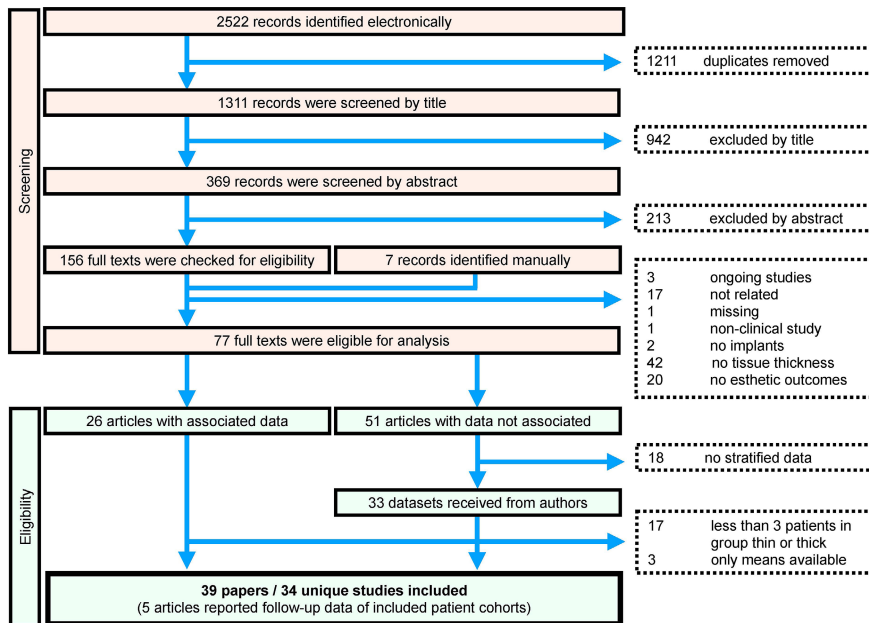 Screening
2522 records identified electronically
1211 duplicates removed
1311 records were screened by title
942 excluded by title
369 records were screened by abstract
213 excluded by abstract
156 full texts were checked for eligibility
7 records identified manually
3 ongoing studies
17 not related
1 missing
1 non-clinical study
2 no implants
42 no tissue thickness
20 no esthetic outcomes
77 full texts were eligible for analysis
Eligibility
26 articles with associated data
51 articles with data not associated
18 no stratified data
33 datasets received from authors
17 less than 3 patients in
group thin or thick
3 only means available
39 papers / 34 unique studies included
(5 articles reported follow-up data of included patient cohorts)